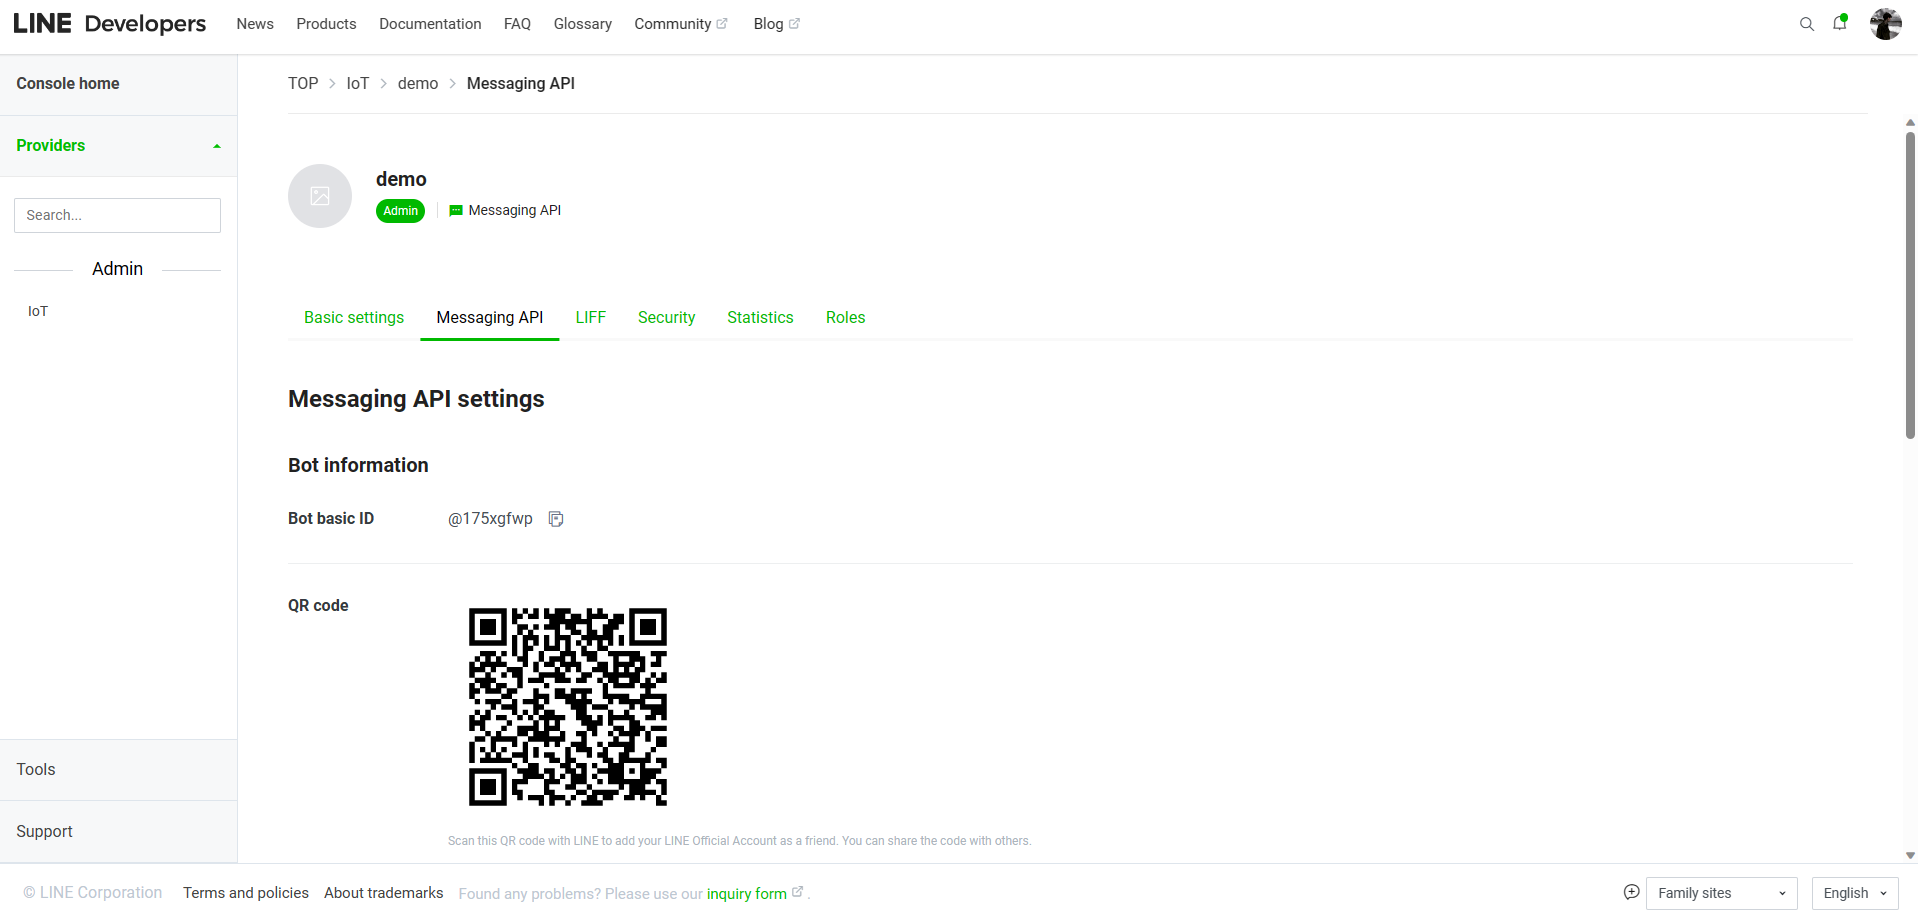 LINE Developers News Products Documentation FAQ Glossary Community Blog
Console home
Providers
Search...
Admin
IoT
Tools
Support
TOP > IoT > demo > Messaging API
demo
Admin Messaging API
Basic settings Messaging API LIFF Security Statistics Roles
Messaging API settings
Bot information
Bot basic ID @175xgfwp
QR code
Scan this QR code with LINE to add your LINE Official Account as a friend. You can share the code with others.
© LINE Corporation Terms and policies About trademarks Found any problems? Please use our inquiry form . Family sites English